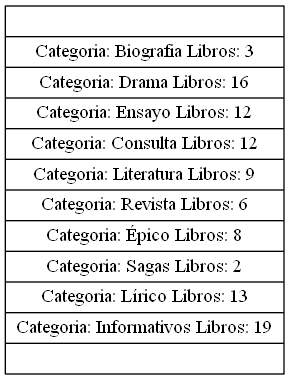 Categoria: Biografia Libros: 3
Categoria: Drama Libros: 16
Categoria: Ensayo Libros: 12
Categoria: Consulta Libros: 12
Categoria: Literatura Libros: 9
Categoria: Revista Libros: 6
Categoria: Épico Libros: 8
Categoria: Sagas Libros: 2
Categoria: Lírico Libros: 13
Categoria: Informativos Libros: 19